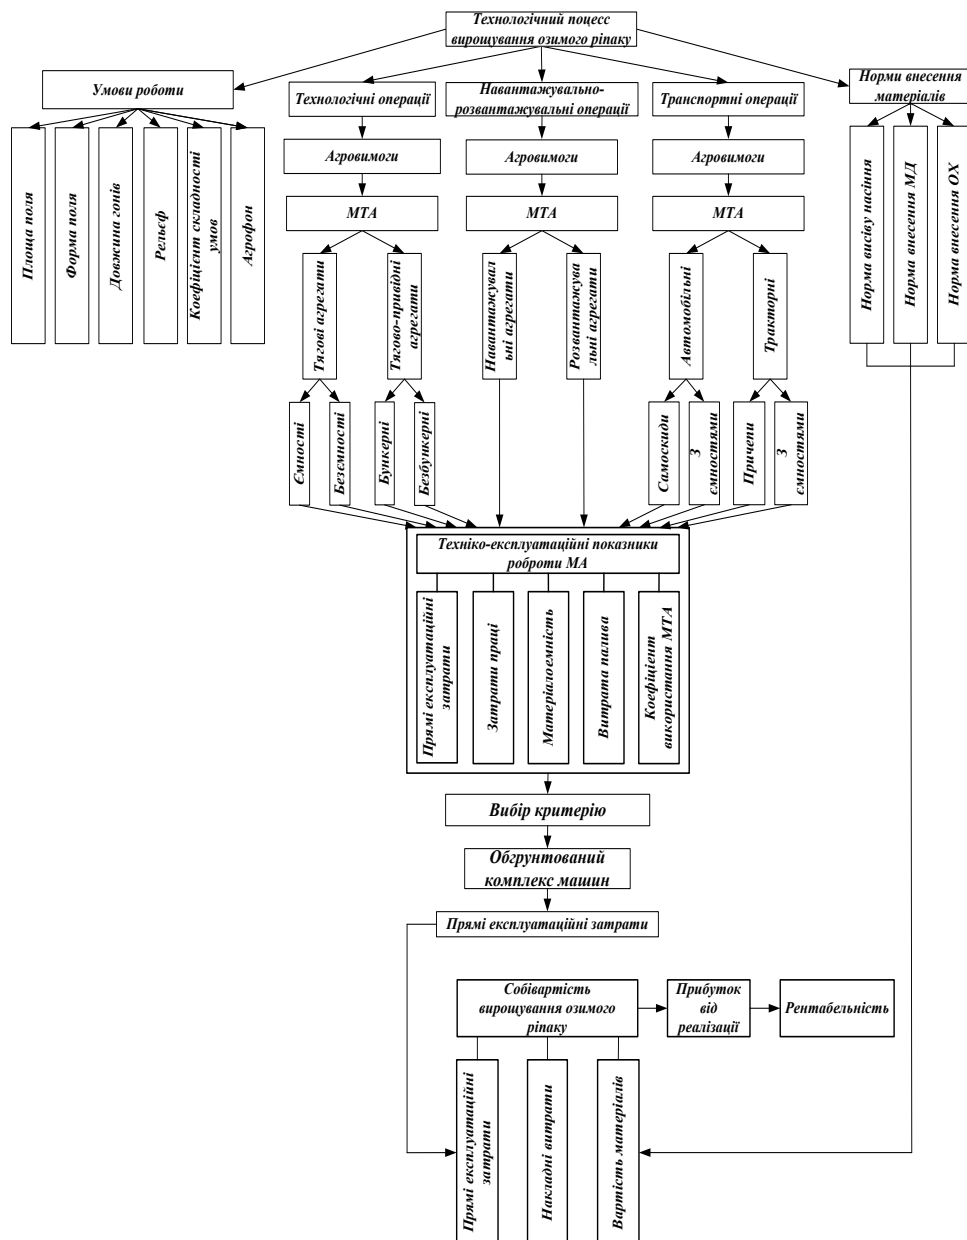 Технологічний поцесс
вирощування озимого ріпаку
Умови роботи
Технологічні операції
Навантажувально-
розвантажувальні операції
Транспортні операції
Норми внесення
матеріалів
Агровимоги
Агровимоги
Агровимоги
МТА
МТА
МТА
Площа поля
Форма поля
Довжина гонів
Рельєф
Коефіцієнт складності
умов
Агрофон
Тягові агрегати
Тягово-привідні
агрегати
Навантажувал
ьні агрегати
Розвантажува
льні агрегати
Автомобільні
Тракторні
Норма висіву насіння
Норма внесення МД
Норма внесення ОХ
Ємності
Безємності
Бункерні
Безбункерні
Самоскиди
З
ємностями
Причепи
З
ємностями
Техніко-експлуатаційні показники
роброти МА
Прямі експлуатаційні
затрати
Затрати праці
Матеріалоемність
Витрата палива
Коефіцієнт
використання МТА
Вибір критерію
Обгрунтований
комплекс машин
Прямі експлуатаційні затрати
Собівартість
вирощування озимого
ріпаку
Прибуток
від
реалізації
Рентабельність
Прямі експлуатаційні
затрати
Накладні витрати
Вартість матеріалів